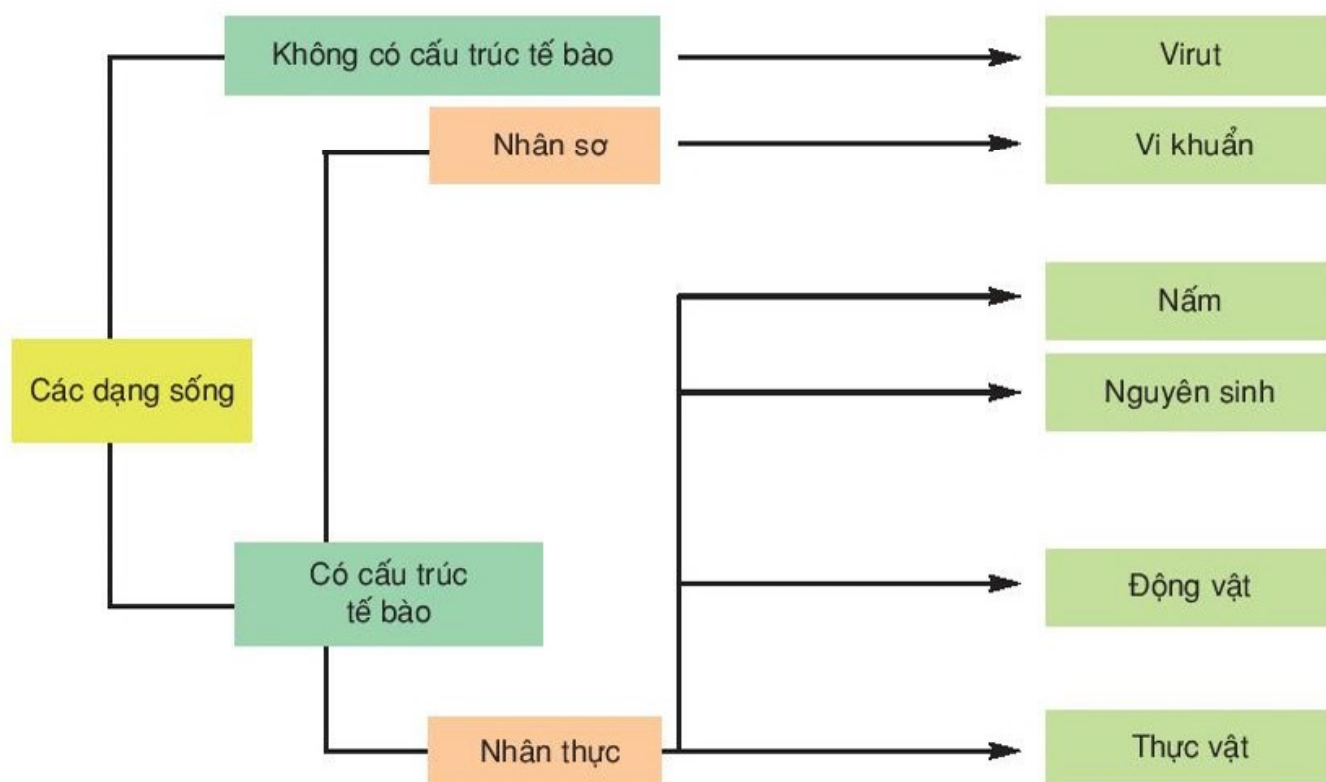 Không có cấu trúc tế bào
Virut
Nhân sơ
Vi khuẩn
Nấm
Các dạng sống
Nguyên sinh
Có cấu trúc
tế bào
Động vật
Nhân thực
Thực vật